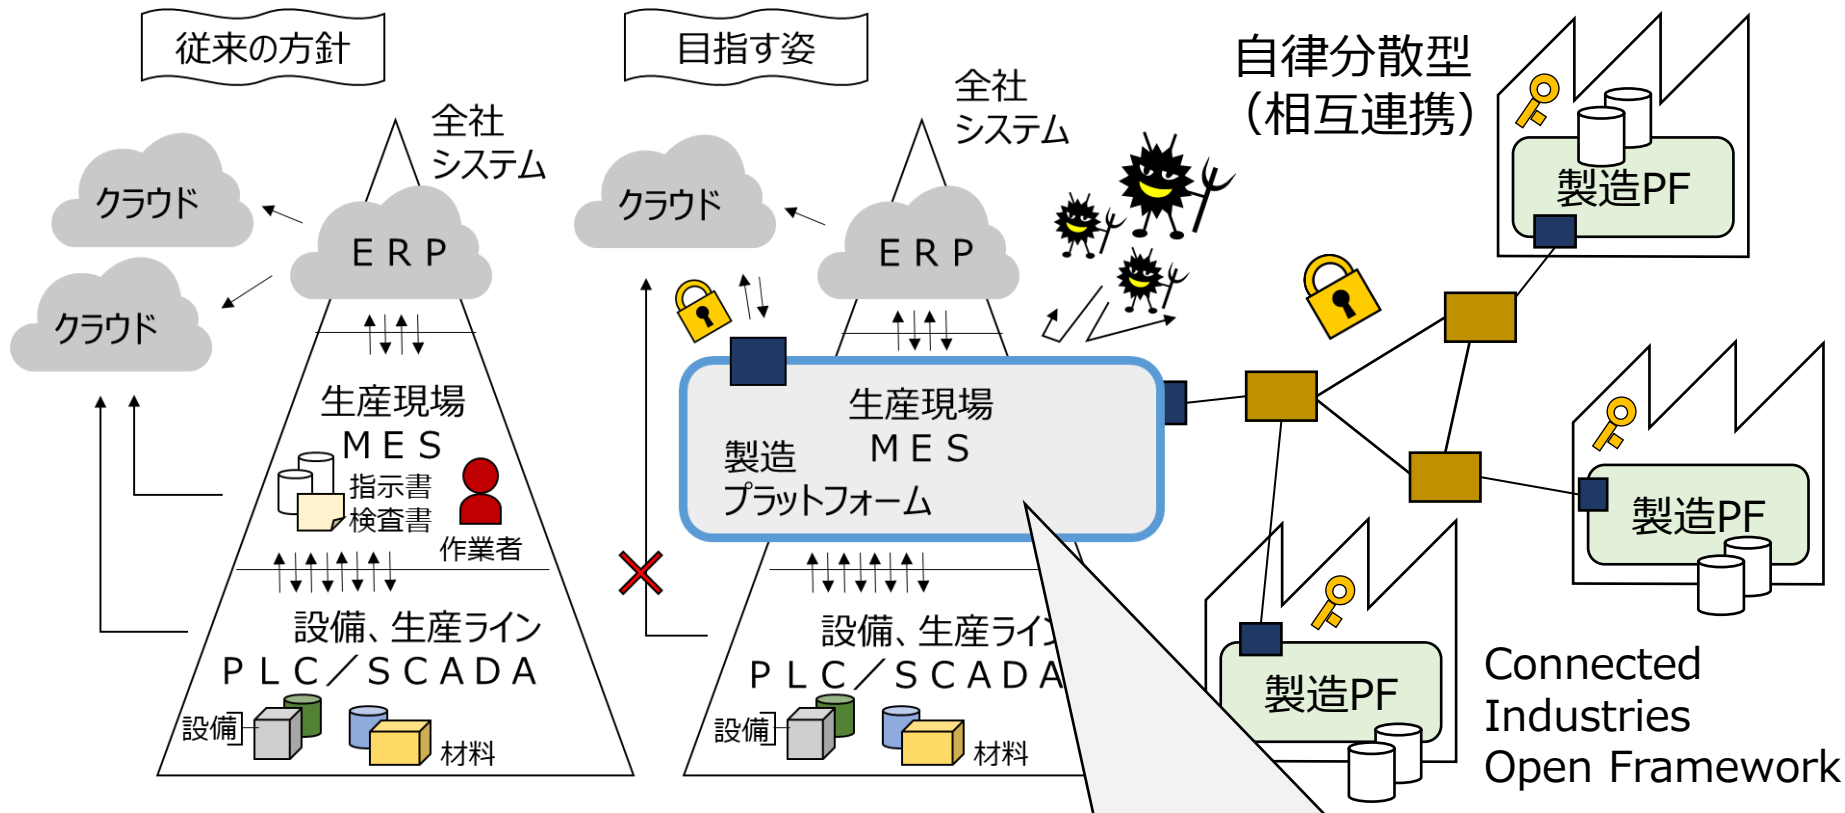 従来の方針
全社
システム
クラウド
ＥＲＰ
クラウド
生産現場
ＭＥＳ
指示書
検査書
作業者
設備、生産ライン
ＰＬＣ／ＳＣＡＤＡ
設備
材料
目指す姿
全社
システム
クラウド
ＥＲＰ
生産現場
ＭＥＳ
製造
プラットフォーム
設備、生産ライン
ＰＬＣ／ＳＣＡＤＡ
設備
材料
自律分散型
（相互連携）
製造PF
製造PF
製造PF
Connected
Industries
Open Framework